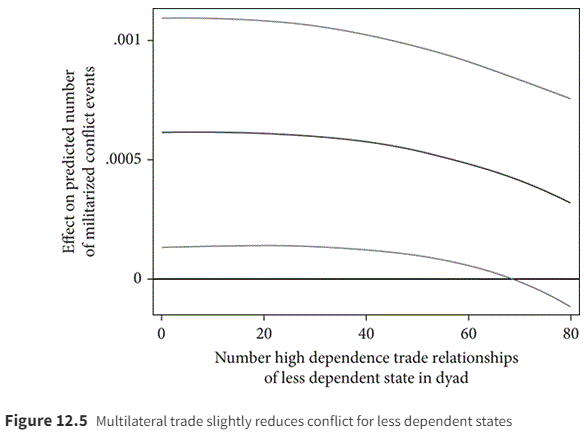 .001
.0005
0
Effect on predicted number
of militarized conflict events
0 20 40 60 80
Number high dependence trade relationships
of less dependent state in dyad
Figure 12.5 Multilateral trade slightly reduces conflict for less dependent states